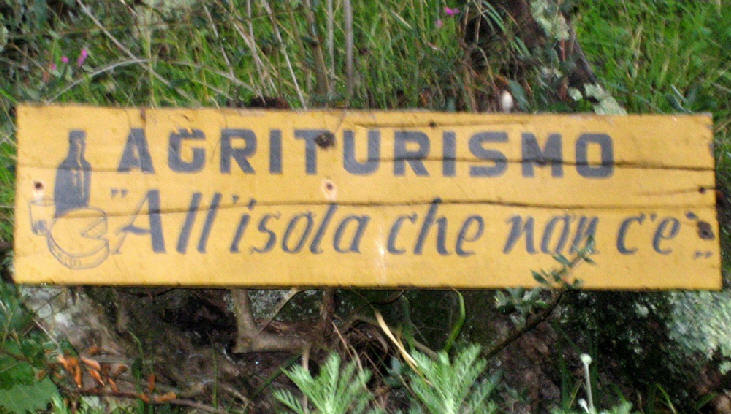 AGRITURISMO
"All'isola che non c'è„